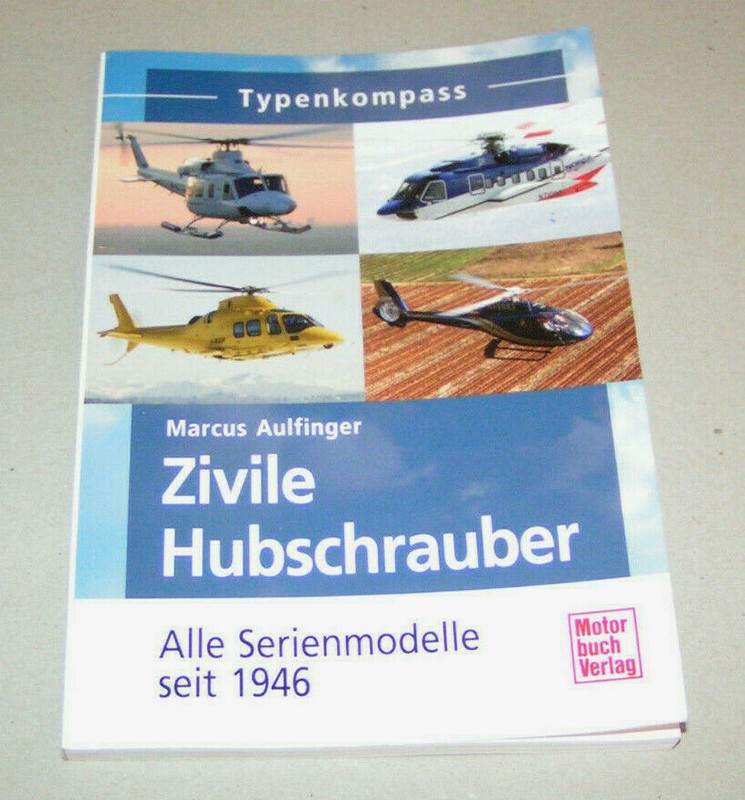 Typenkompass
Marcus Aulfinger
Zivile
Hubschrauber
Alle Serienmodelle
seit 1946
Motor
buch
Verlag